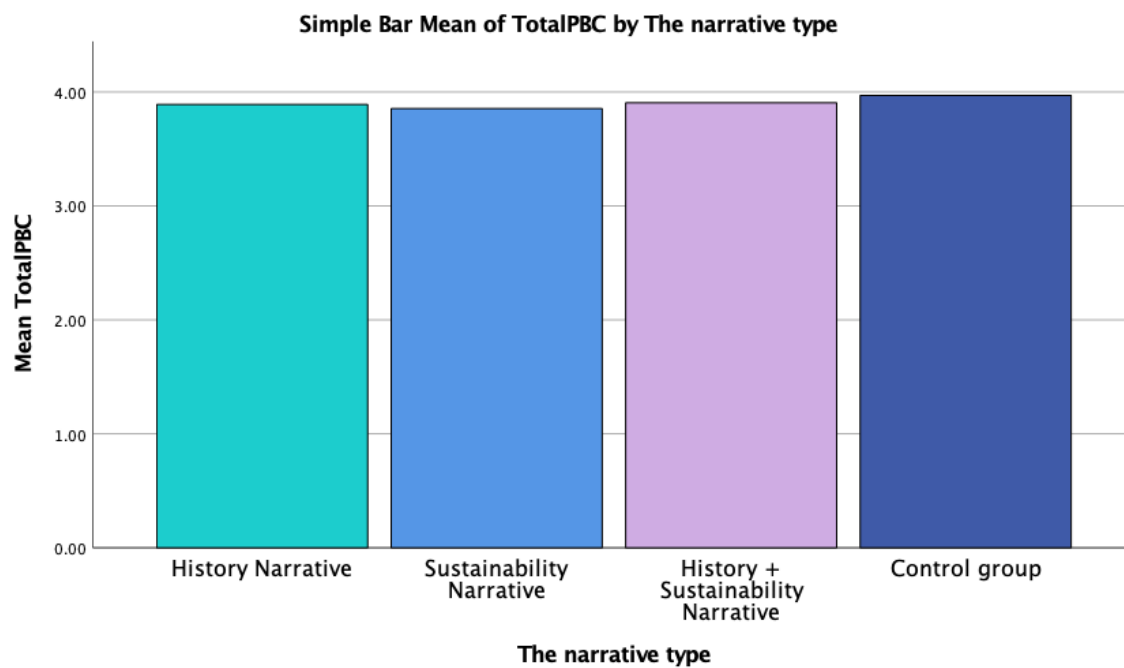 Simple Bar Mean of TotalPBC by The narrative type
Mean TotalPBC
4.00
3.00
2.00
1.00
0.00
History Narrative
Sustainability
Narrative
History +
Sustainability
Narrative
Control group
The narrative type